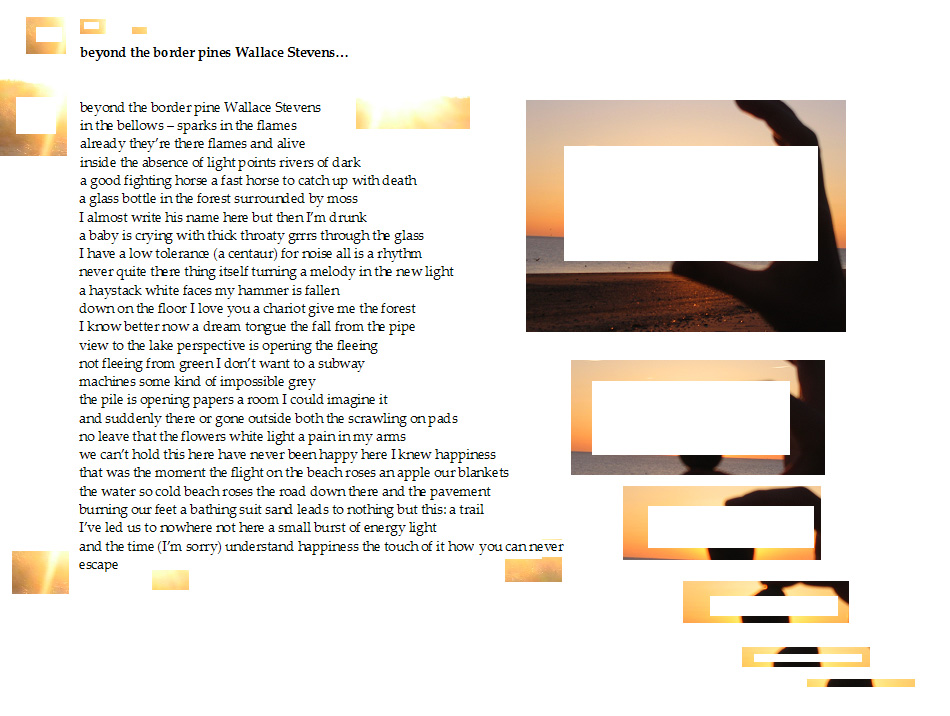 beyond the border pines Wallace Stevens…
beyond the border pine Wallace Stevens
in the bellows – sparks in the flames
already they’re there flames and alive
inside the absence of light points rivers of dark
a good fighting horse a fast horse to catch up with death
a glass bottle in the forest surrounded by moss
I almost write his name here but then I’m drunk
a baby is crying with thick throaty grrrs through the glass
I have a low tolerance (a centaur) for noise all is a rhythm
never quite there thing itself turning a melody in the new light
a haystack white faces my hammer is fallen
down on the floor I love you a chariot give me the forest
I know better now a dream tongue the fall from the pipe
view to the lake perspective is opening the fleeing
not fleeing from green I don’t want to a subway
machines some kind of impossible grey
the pile is opening papers a room I could imagine it
and suddenly there or gone outside both the scrawling on pads
no leave that the flowers white light a pain in my arms
we can’t hold this here have never been happy here I knew happiness
that was the moment the flight on the beach roses an apple our blankets
the water so cold beach roses the road down there and the pavement
burning our feet a bathing suit sand leads to nothing but this: a trail
I’ve led us to nowhere not here a small burst of energy light
and the time (I’m sorry) understand happiness the touch of it how you can never
escape